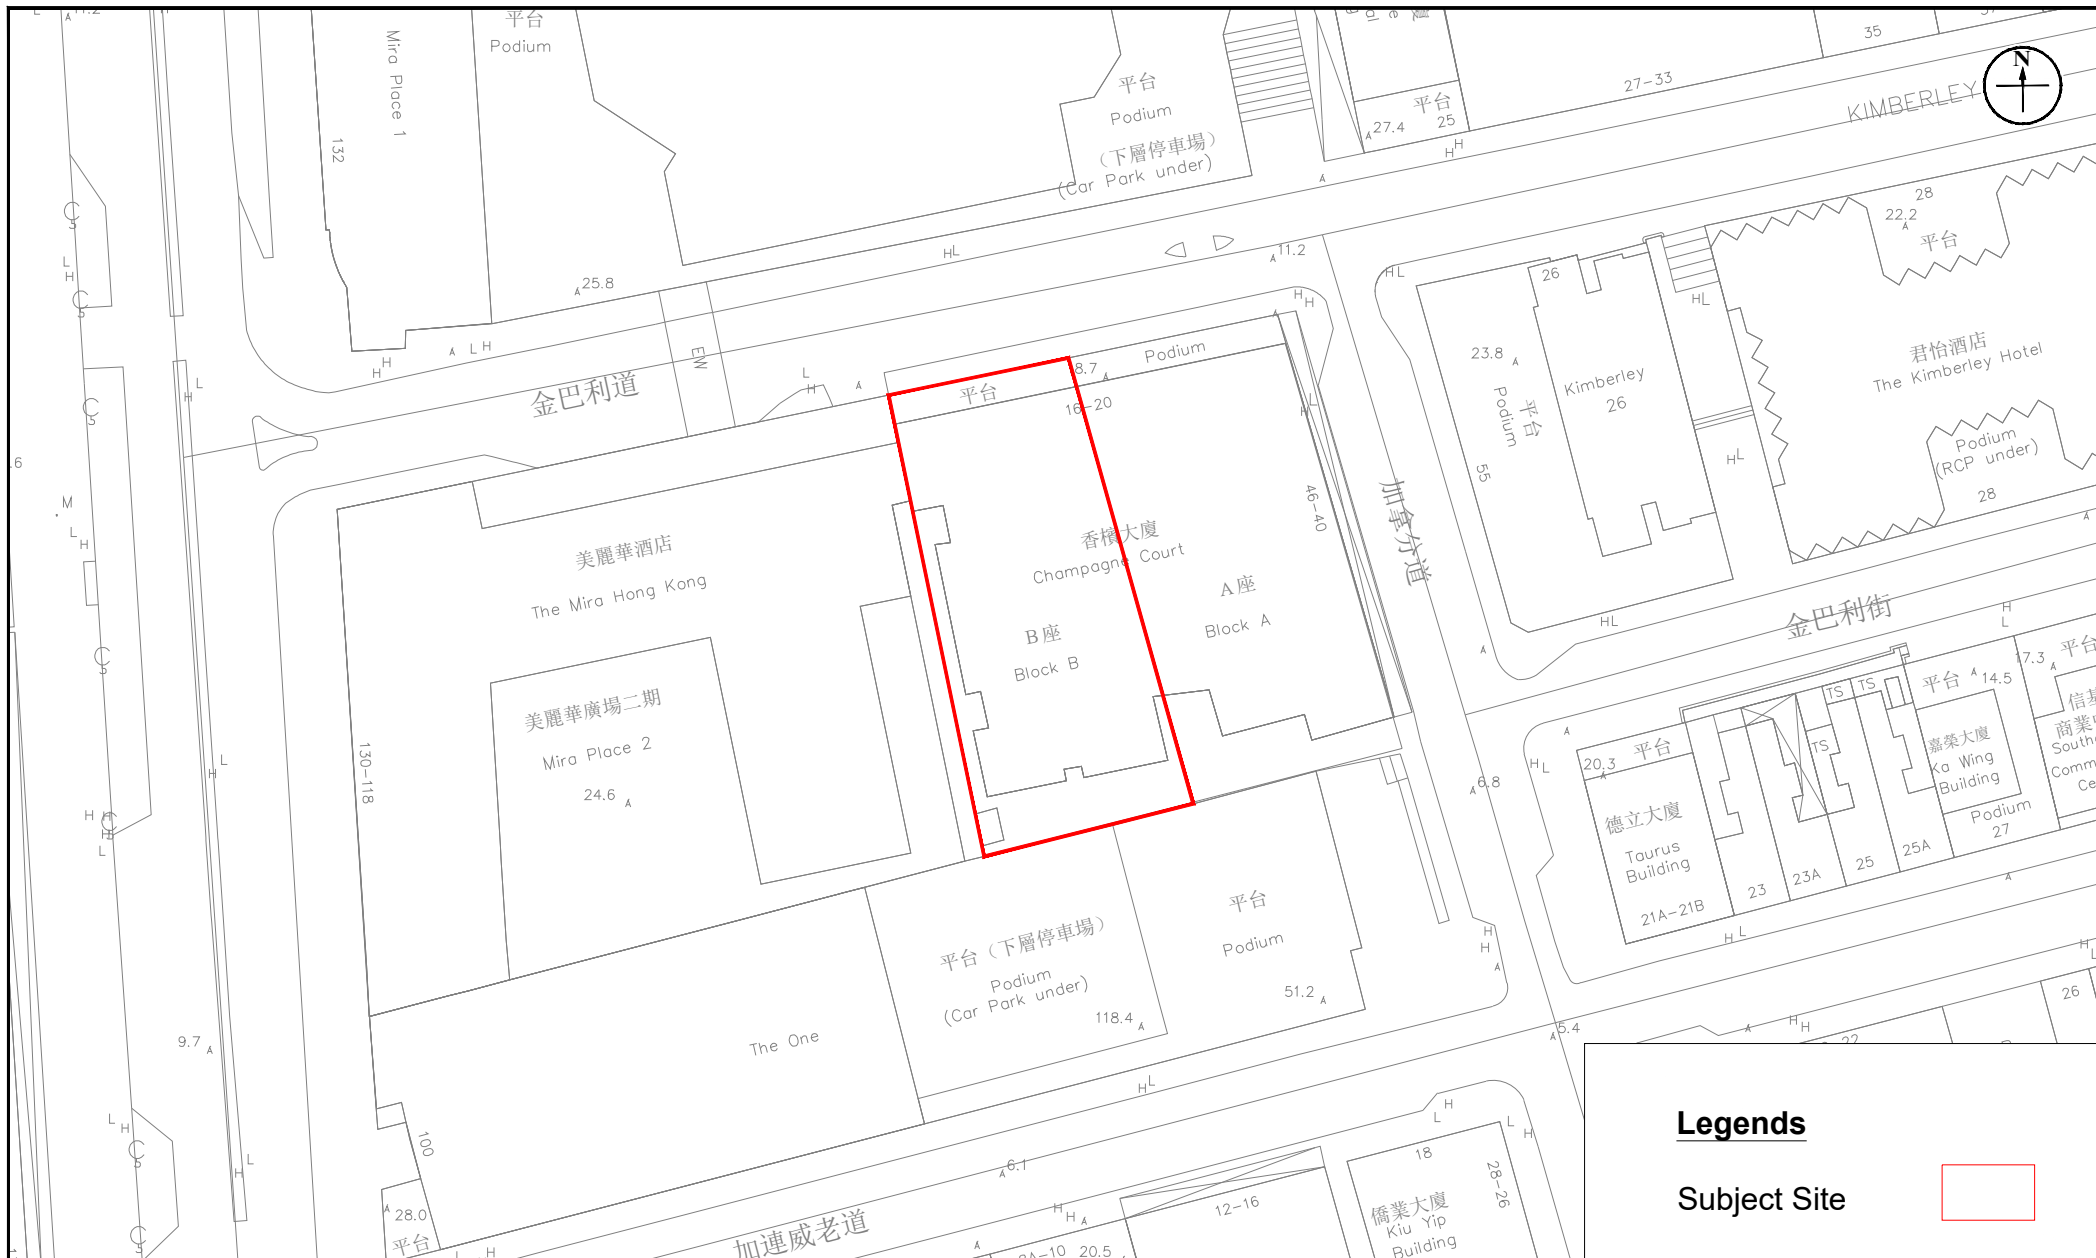 平台
Podium
Mira Place 1
132
平台
Podium
(下層停車場)
(Car Park under)
平台
27.4
25
27-33
35
KIMBERLEY
N
25.8
HL
11.2
EW
金巴利道
平台
Podium
8.7
16-20
香檳大廈
Champagne Court
A座
Block A
B座
Block B
46-40
加拿分道
美麗華酒店
The Mira Hong Kong
美麗華廣場二期
Mira Place 2
24.6
130-118
26
23.8
Podium
平台
55
Kimberley
26
HL
28
22.2
平台
君怡酒店
The Kimberley Hotel
Podium
(RCP under)
28
金巴利街
平台
20.3
德立大廈
Taurus
Building
21A-21B
23
23A
25
25A
TS
TS
TS
平台
14.5
嘉榮大廈
Ka Wing
Building
Podium
27
17.3
平台
6.8
平台(下層停車場)
Podium
(Car Park under)
118.4
平台
Podium
51.2
The One
9.7
100
28.0
平台
加連威老道
6.1
5.4
12-16
20.5
18
28-26
僑業大廈
Kiu Yip
Building
26
Legends
Subject Site